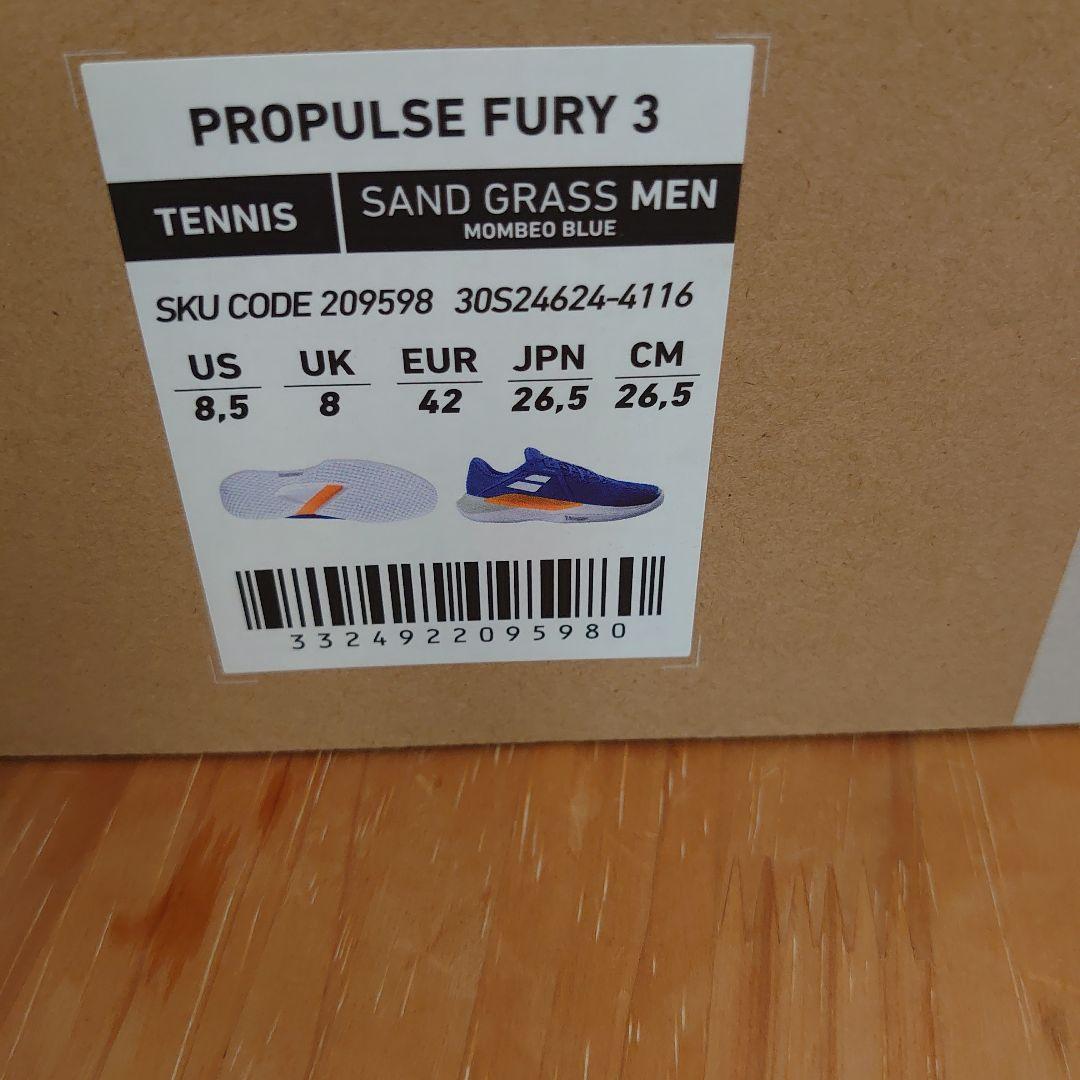 PROPULSE FURY 3
TENNIS
SAND GRASS MEN
MOMBEO BLUE
SKU CODE 209598 30S24624-4116
US UK EUR JPN CM
8,5 8 42 26,5 26,5
3324922095980